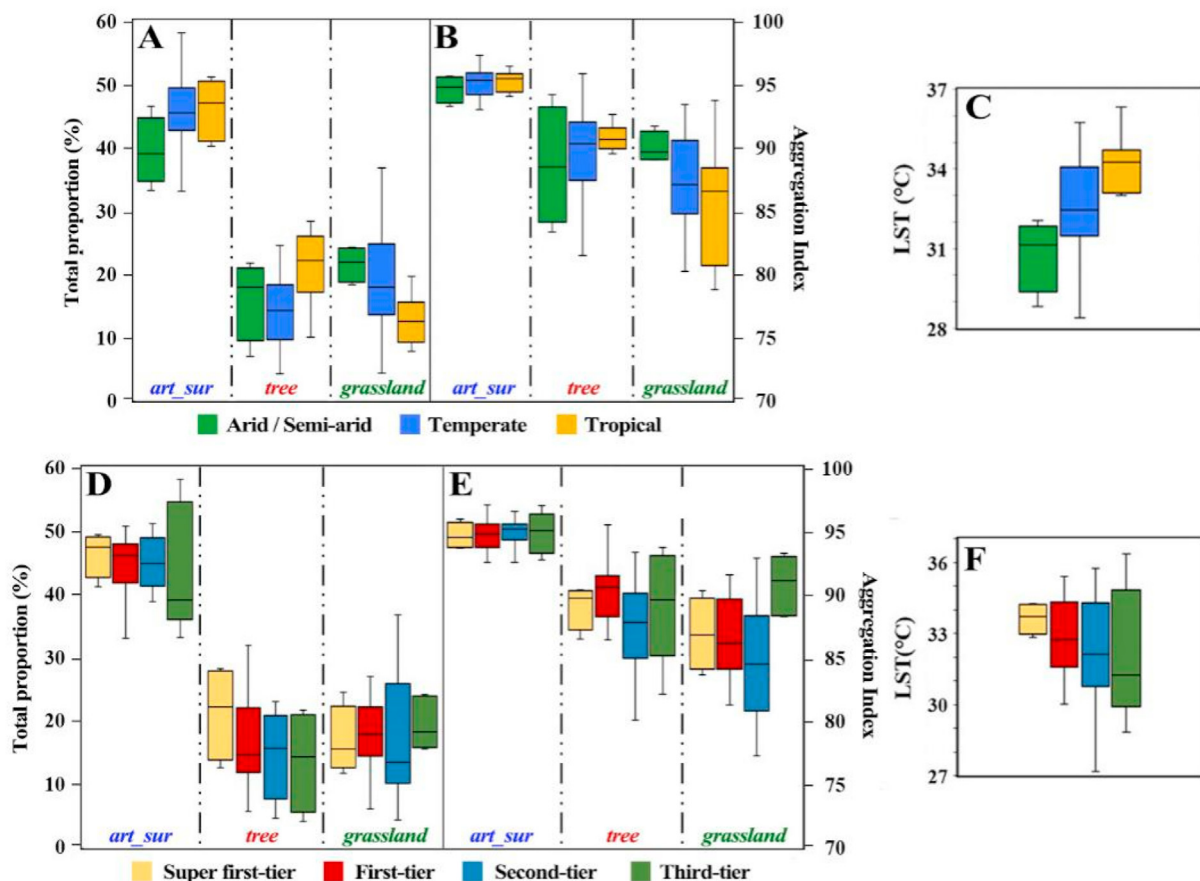 A
B
60
50
40
30
20
10
0
Total proportion (%)
art_sur
tree
grassland
art_sur
tree
grassland
100
95
90
85
80
75
70
Aggregation Index
Arid / Semi-arid
Temperate
Tropical
C
37
34
31
28
LST (°C)
D
E
60
50
40
30
20
10
0
Total proportion (%)
art_sur
tree
grassland
art_sur
tree
grassland
100
95
90
85
80
75
70
Aggregation Index
Super first-tier
First-tier
Second-tier
Third-tier
F
36
33
30
27
LST(°C)